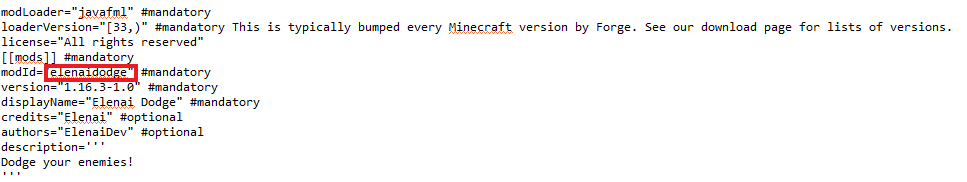 modLoader="javafml" #mandatory
loaderVersion="[33,)" #mandatory This is typically bumped every Minecraft version by Forge. See our download page for lists of versions.
license="All rights reserved"
[[mods]] #mandatory
modId="elenaidodge" #mandatory
version="1.16.3-1.0" #mandatory
displayName="Elenai Dodge" #mandatory
credits="Elenai" #optional
authors="ElenaiDev" #optional
description='''
Dodge your enemies!
'''